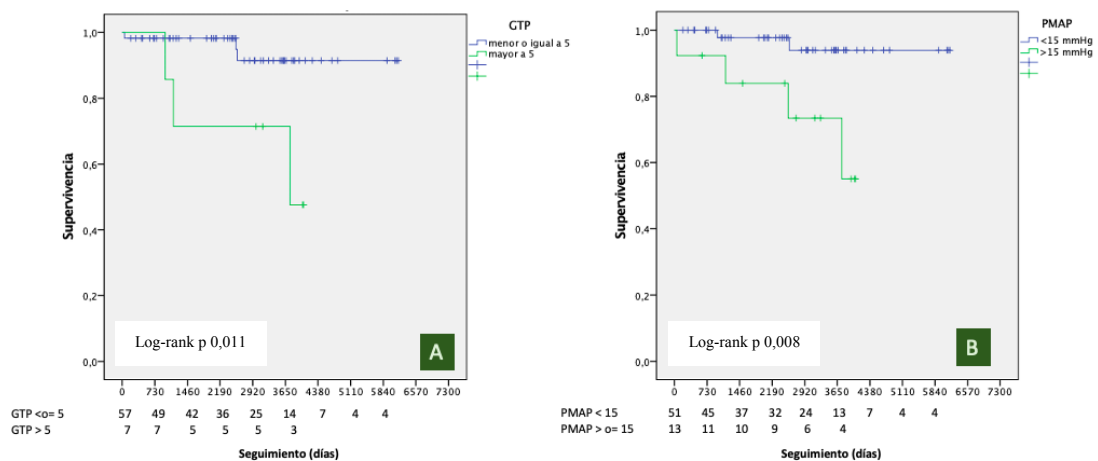 GTP
menor o igual a 5
mayor a 5
1,0
0,8
0,6
0,4
0,2
0,0
Supervivencia
Log-rank p 0,011
A
0 730 1460 2190 2920 3650 4380 5110 5840 6570 7300
GTP <o= 5 57 49 42 36 25 14 7 4 4
GTP > 5 7 7 5 5 5 3
Seguimiento (días)
PMAP
<15 mmHg
>15 mmHg
1,0
0,8
0,6
0,4
0,2
0,0
Supervivencia
Log-rank p 0,008
B
0 730 1460 2190 2920 3650 4380 5110 5840 6570 7300
PMAP < 15 51 45 37 32 24 13 7 4 4
PMAP > o= 15 13 11 10 9 6 4
Seguimiento (días)